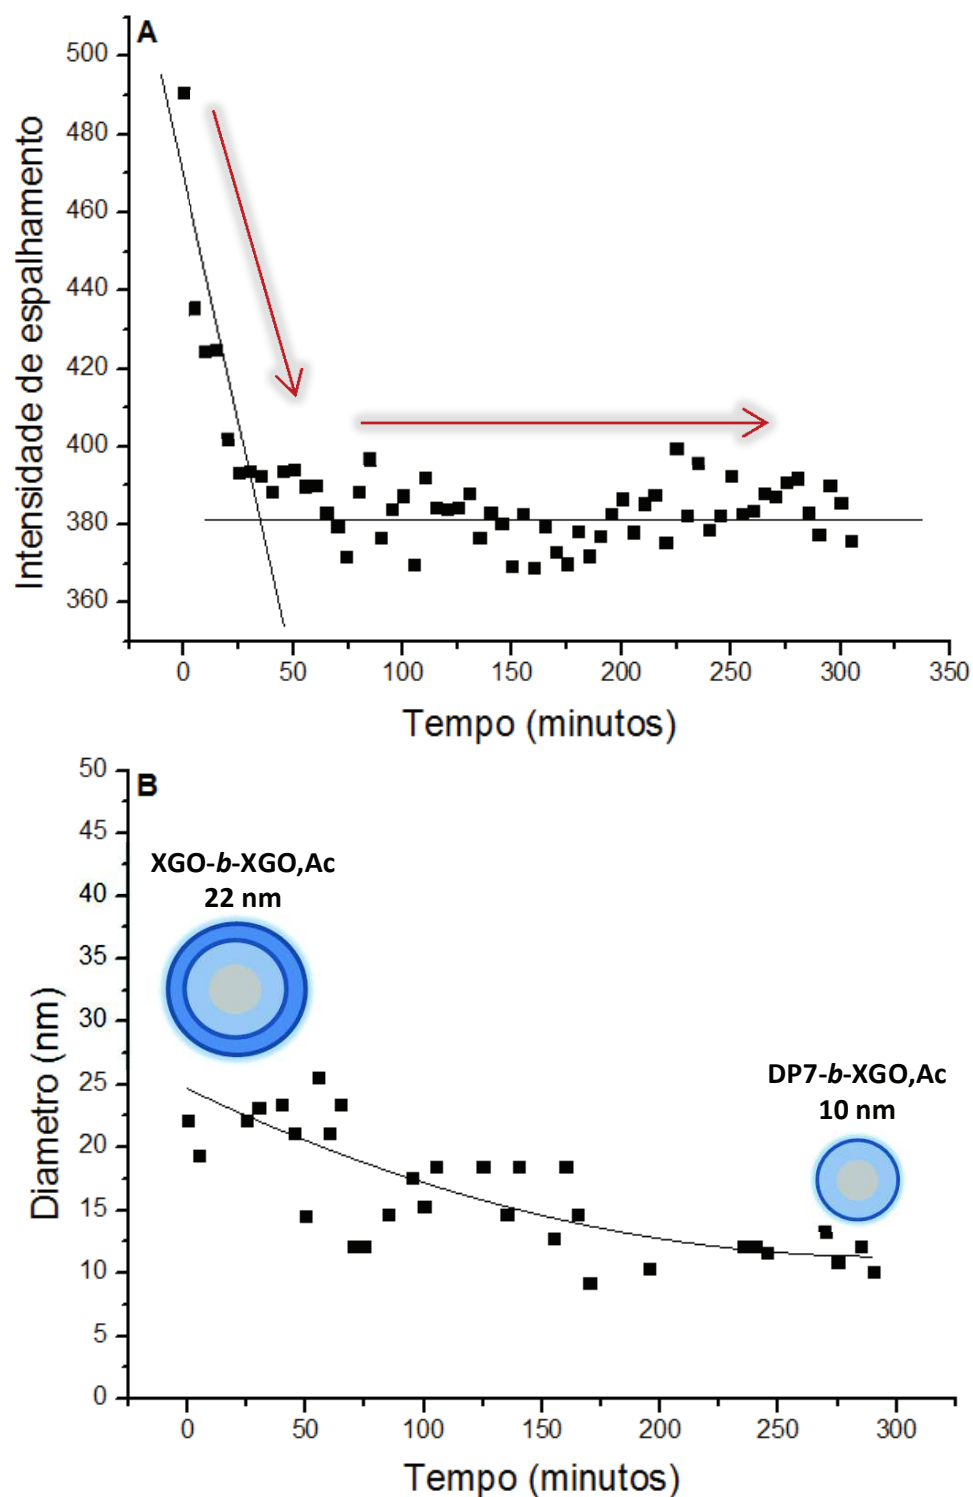 A
500
480
460
440
420
400
380
360
Intensidade de espalhamento
0 50 100 150 200 250 300 350
Tempo (minutos)
B
50
45
40
35
30
25
20
15
10
5
0
Diametro (nm)
XGO-b-XGO,Ac
22 nm
DP7-b-XGO,Ac
10 nm
0 50 100 150 200 250 300
Tempo (minutos)